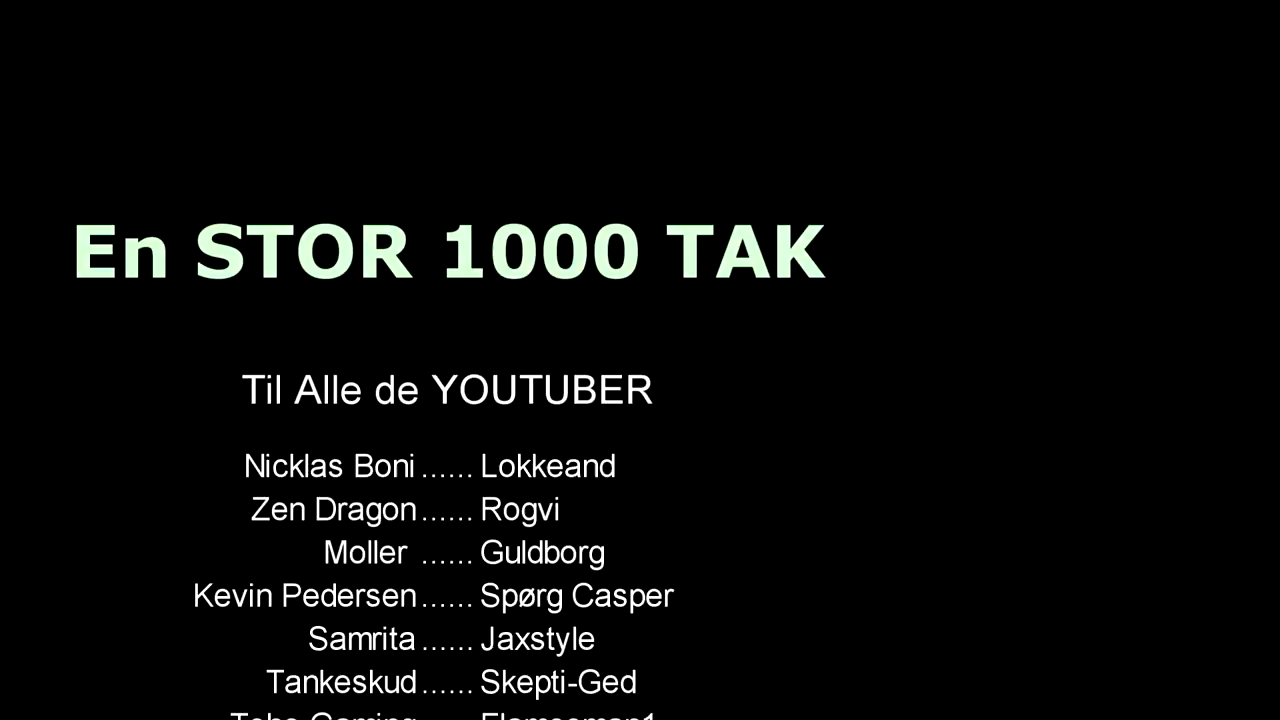 En STOR 1000 TAK
Til Alle de YOUTUBER
Nicklas Boni ...... Lokkeand
Zen Dragon ...... Rogvi
Moller ...... Guldborg
Kevin Pedersen ...... Spørg Casper
Samrita ...... Jaxstyle
Tankeskud ...... Skepti-Ged